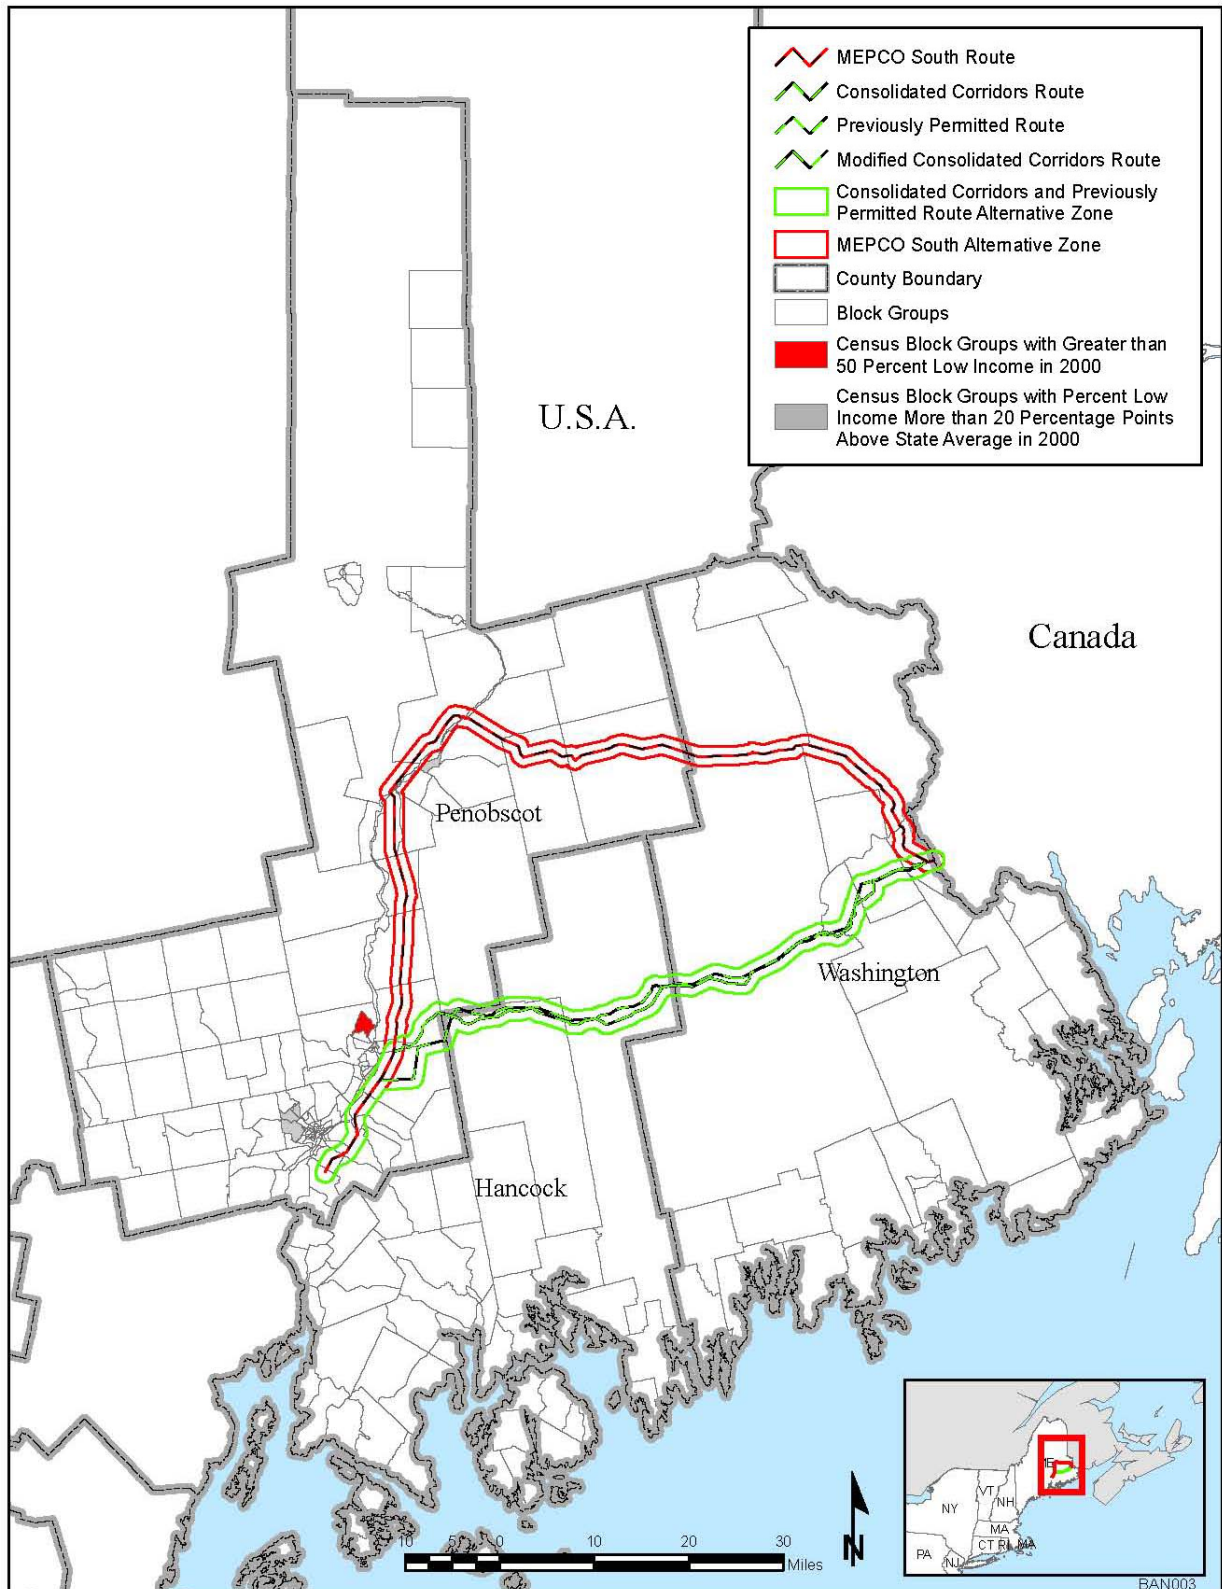 MEPCO South Route
Consolidated Corridors Route
Previously Permitted Route
Modified Consolidated Corridors Route
Consolidated Corridors and Previously
Permitted Route Alternative Zone
MEPCO South Alternative Zone
County Boundary
Block Groups
Census Block Groups with Greater than
50 Percent Low Income in 2000
Census Block Groups with Percent Low
Income More than 20 Percentage Points
Above State Average in 2000
U.S.A.
Canada
Penobscot
Washington
Hancock
N
10 5 0 10 20 30
Miles
ME
VT
NH
NY
MA
CT RI MA
PA
NJ
BAN003